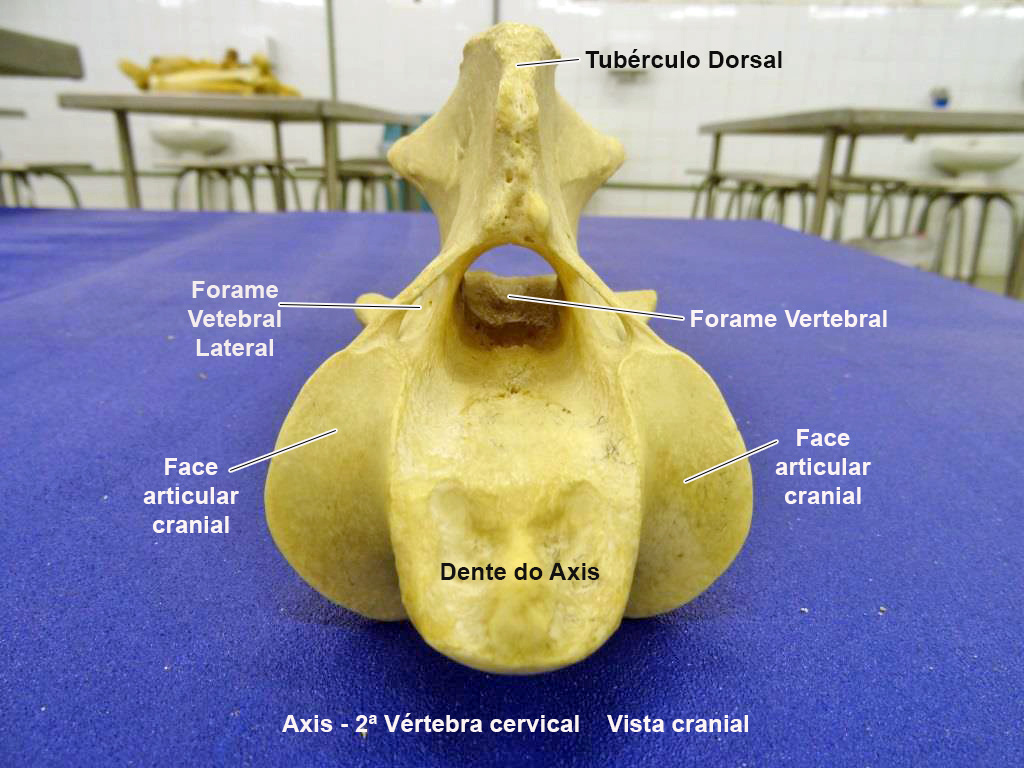 Tubérculo Dorsal
Forame
Vetebral
Lateral
Forame Vertebral
Face
articular
cranial
Face
articular
cranial
Dente do Axis
Axis - 2ª Vértebra cervical Vista cranial